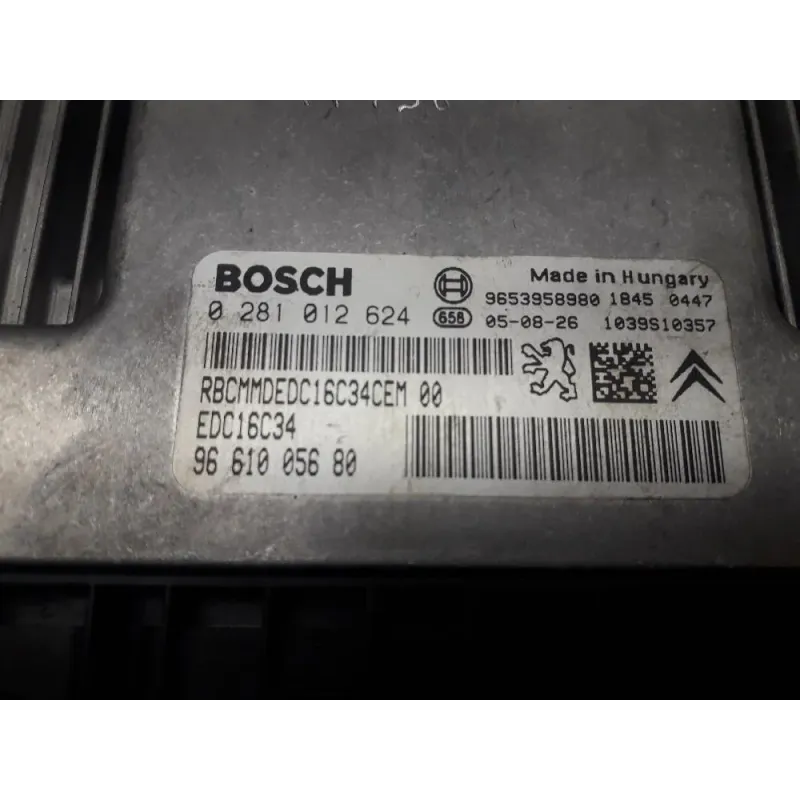 BOSCH
Made in Hungary
9653958980 1845 0447
0 281 012 624 658 05-08-26 1039S10357
RBCMMDEDC16C34CEM 00
EDC16C34
96 610 056 80